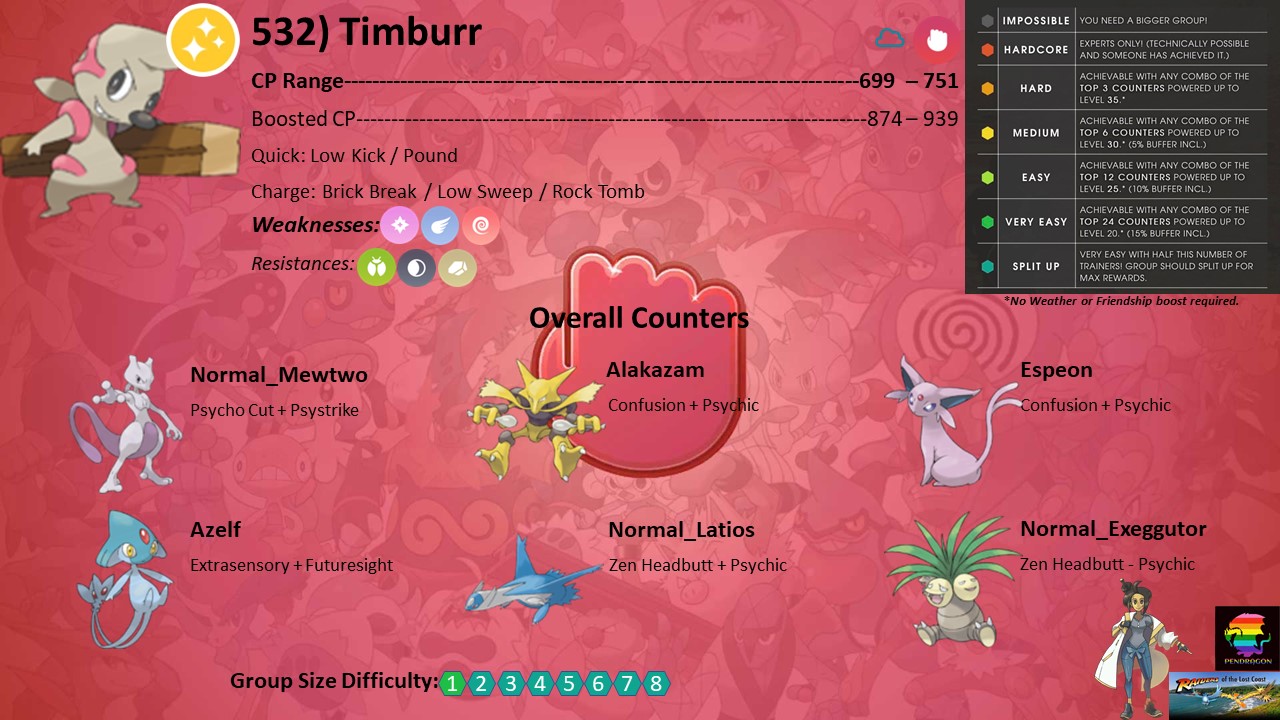 532) Timburr
CP Range---699 – 751
Boosted CP---874 – 939
Quick: Low Kick / Pound
Charge: Brick Break / Low Sweep / Rock Tomb
Weaknesses:
Resistances:
IMPOSSIBLE YOU NEED A BIGGER GROUP!
HARDCORE EXPERTS ONLY! (TECHNICALLY POSSIBLE
AND SOMEONE HAS ACHIEVED IT.)
HARD ACHIEVABLE WITH ANY COMBO OF THE
TOP 3 COUNTERS POWERED UP TO
LEVEL 35.*
MEDIUM ACHIEVABLE WITH ANY COMBO OF THE
TOP 6 COUNTERS POWERED UP TO
LEVEL 30.* (5% BUFFER INCL.)
EASY ACHIEVABLE WITH ANY COMBO OF THE
TOP 12 COUNTERS POWERED UP TO
LEVEL 25.* (10% BUFFER INCL.)
VERY EASY ACHIEVABLE WITH ANY COMBO OF THE
TOP 24 COUNTERS POWERED UP TO
LEVEL 20.* (15% BUFFER INCL.)
SPLIT UP VERY EASY WITH HALF THIS NUMBER OF
TRAINERS! GROUP SHOULD SPLIT UP FOR
MAX REWARDS.
*No Weather or Friendship boost required.
Overall Counters
Normal_Mewtwo
Psycho Cut + Psystrike
Alakazam
Confusion + Psychic
Espeon
Confusion + Psychic
Azelf
Extrasensory + Futuresight
Normal_Latios
Zen Headbutt + Psychic
Normal_Exeggutor
Zen Headbutt - Psychic
Group Size Difficulty: 1 2 3 4 5 6 7 8
PENDRAGON
RAIDERS of the Lost Coast